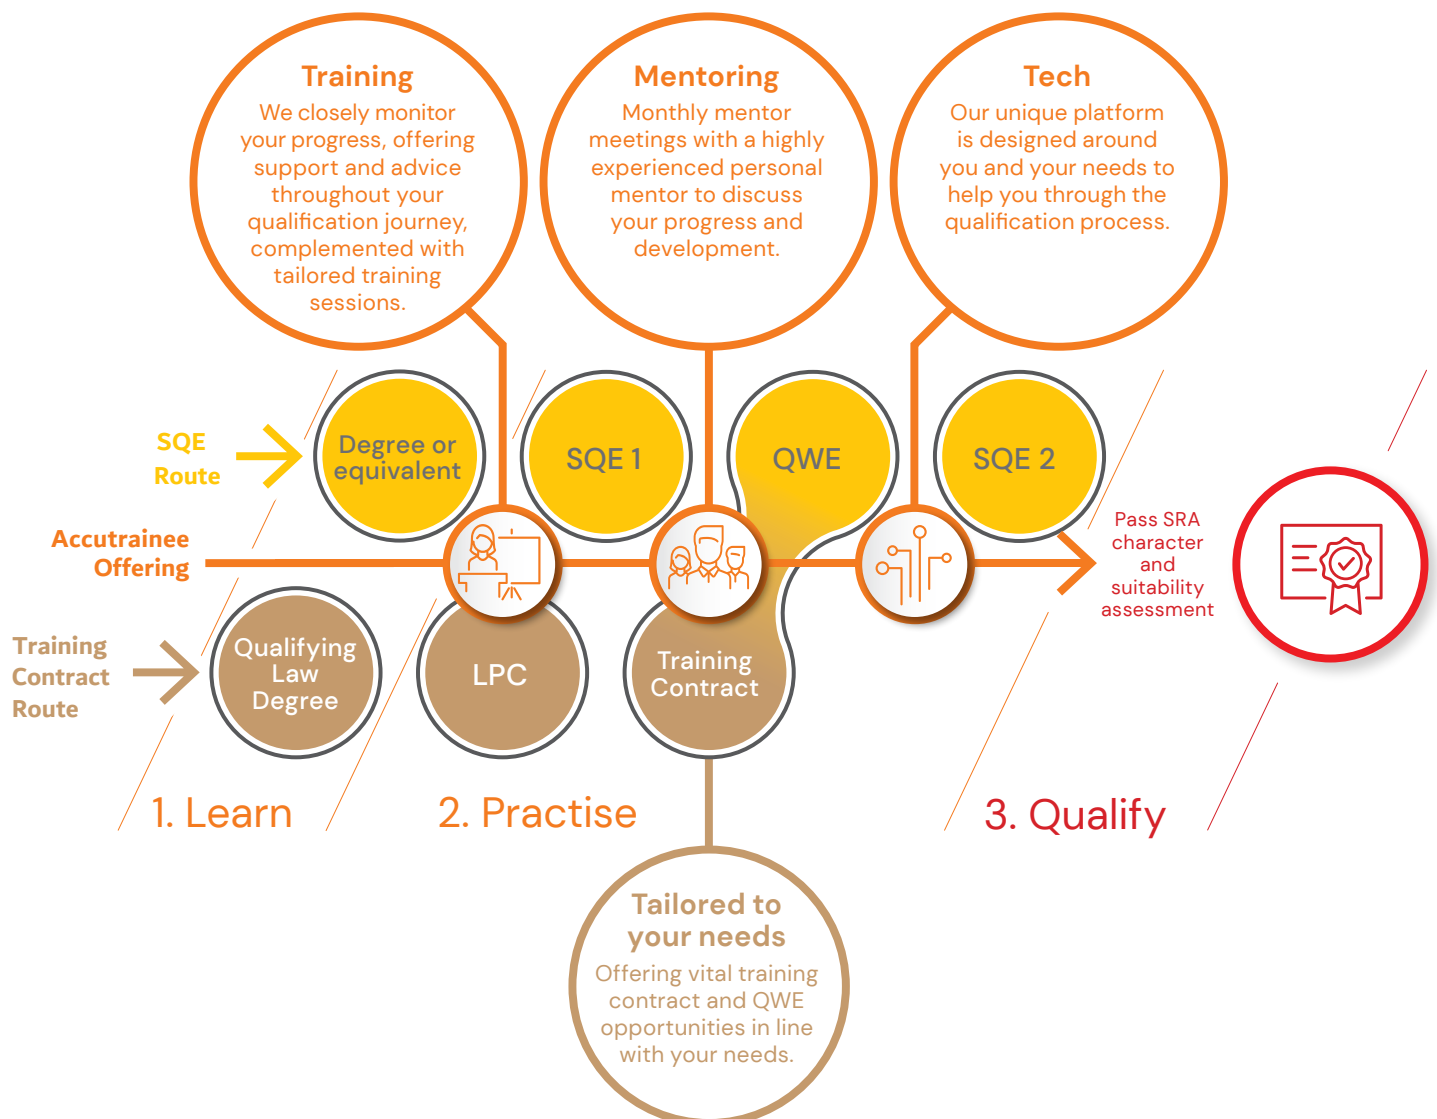 Training
We closely monitor
your progress, offering
support and advice
throughout your
qualification journey,
complemented with
tailored training
sessions.
Mentoring
Monthly mentor
meetings with a highly
experienced personal
mentor to discuss
your progress and
development.
Tech
Our unique platform
is designed around
you and your needs to
help you through the
qualification process.
SQE
Route
Degree or
equivalent
SQE 1
QWE
SQE 2
Accutrainee
Offering
Pass SRA
character
and
suitability
assessment
Training
Contract
Route
Qualifying
Law
Degree
LPC
Training
Contract
1. Learn
2. Practise
3. Qualify
Tailored to
your needs
Offering vital training
contract and QWE
opportunities in line
with your needs.